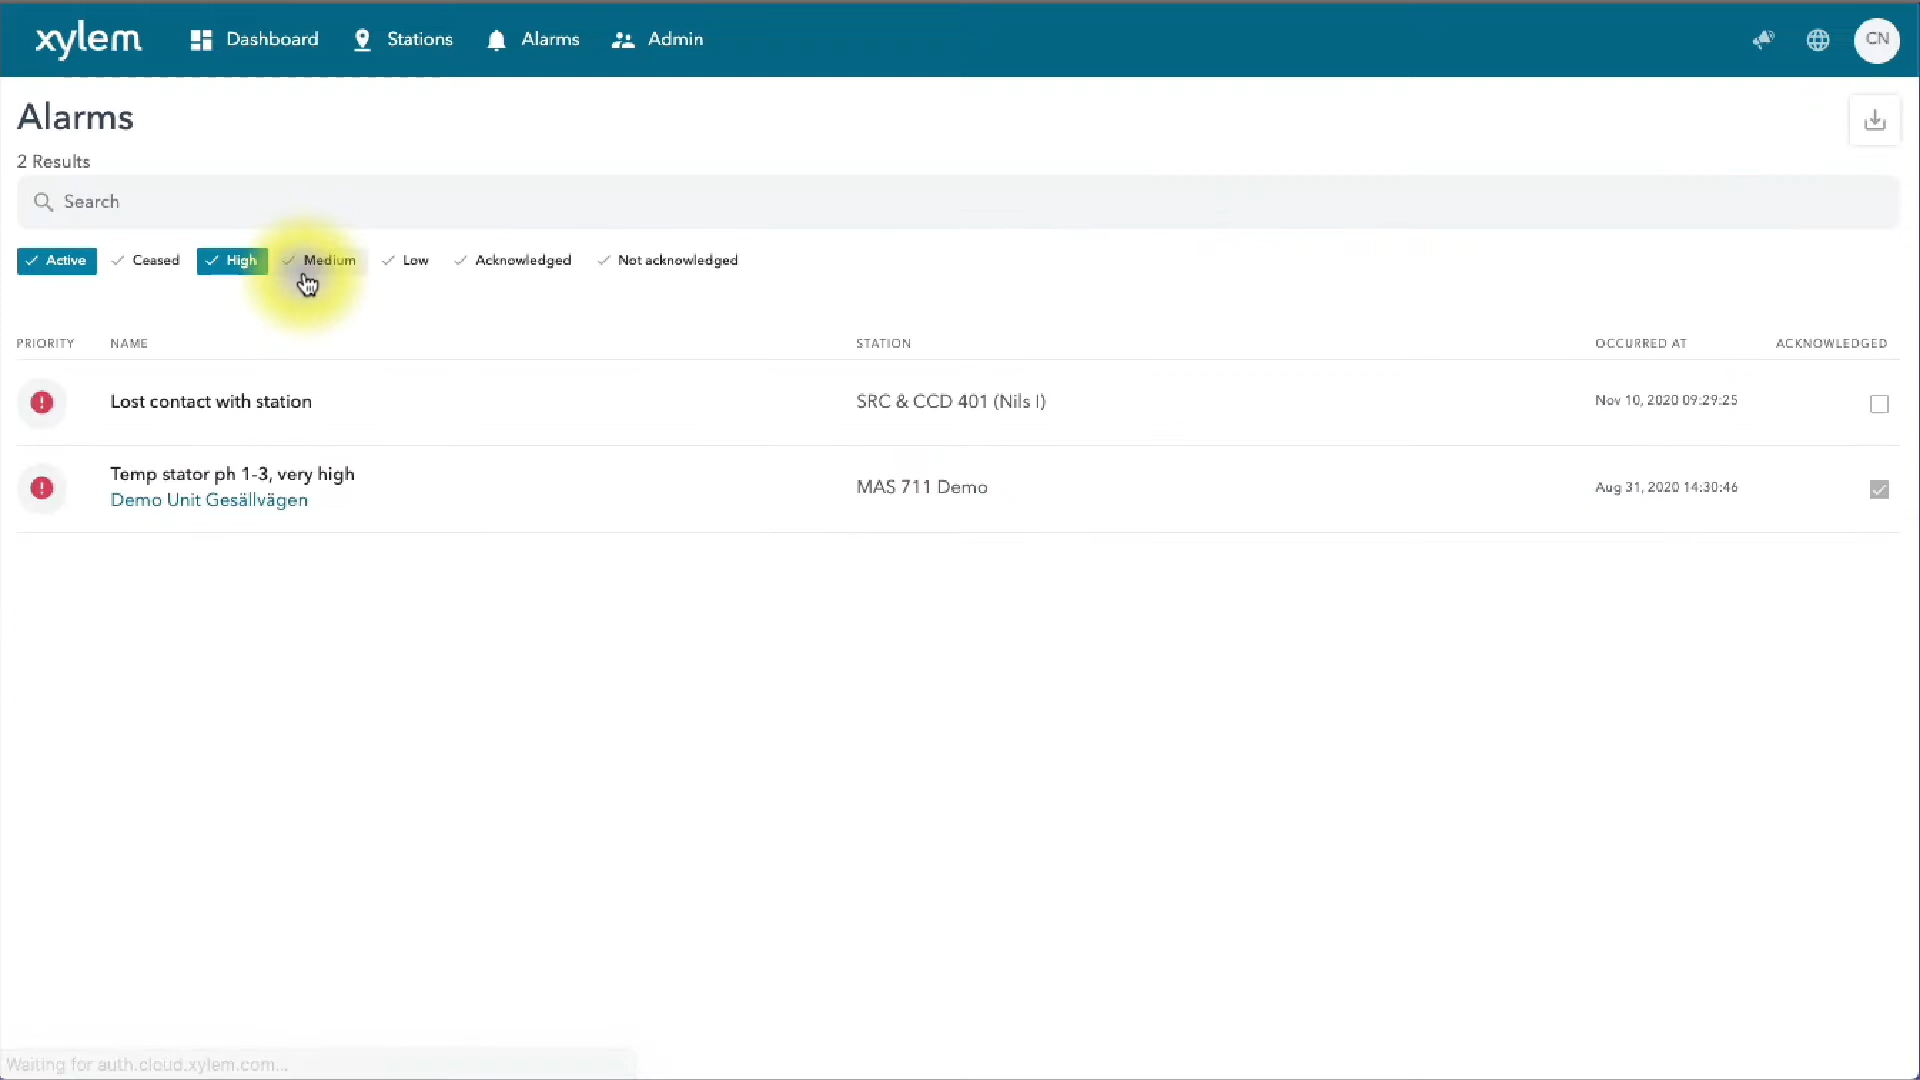 xylem Dashboard Stations Alarms Admin CN
Alarms
2 Results
Search
Active Ceased High Medium Low Acknowledged Not acknowledged
PRIORITY NAME STATION OCCURRED AT ACKNOWLEDGED
Lost contact with station SRC & CCD 401 (Nils I) Nov 10, 2020 09:29:25
Temp stator ph 1-3, very high
Demo Unit Gesällvägen MAS 711 Demo Aug 31, 2020 14:30:46
Waiting for auth.cloud.xylem.com...